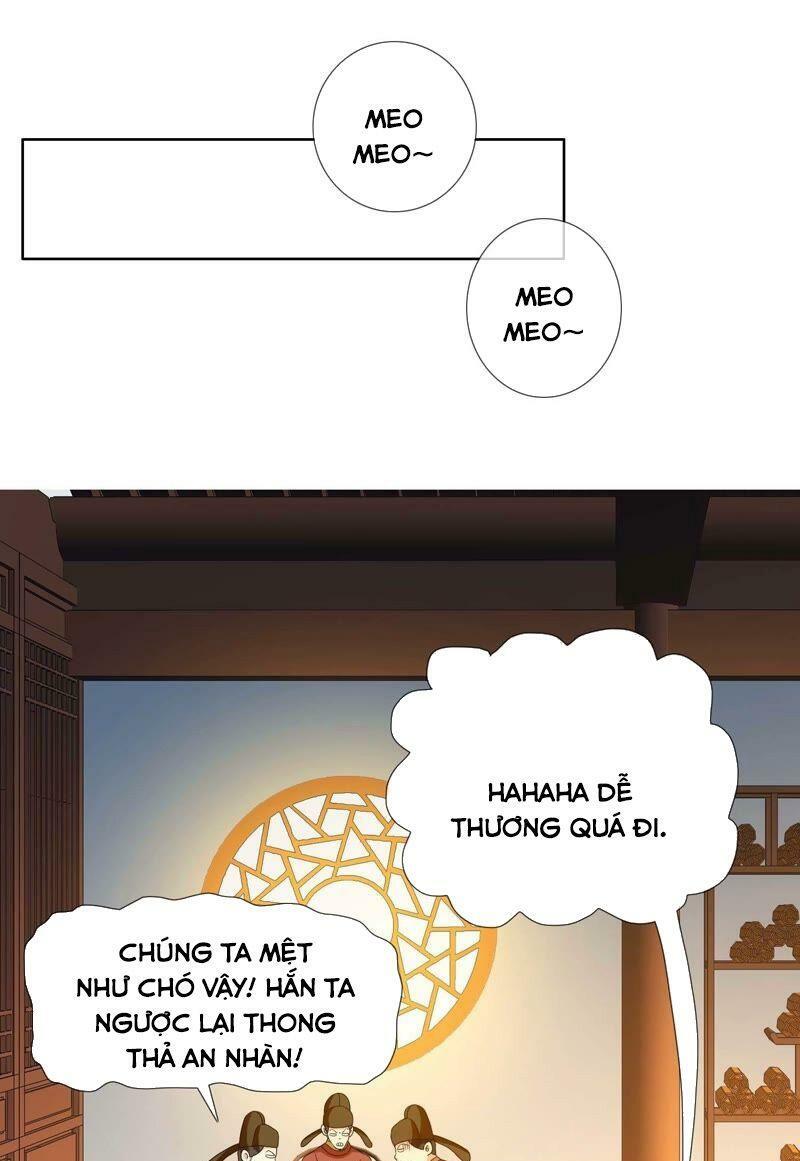 MEO
MEO~
MEO
MEO~
HAHAHA DỄ
THƯƠNG QUÁ ĐI.
CHÚNG TA MỆT
NHƯ CHÓ VẬY! HẮN TA
NGƯỢC LẠI THONG
THẢ AN NHÀN!